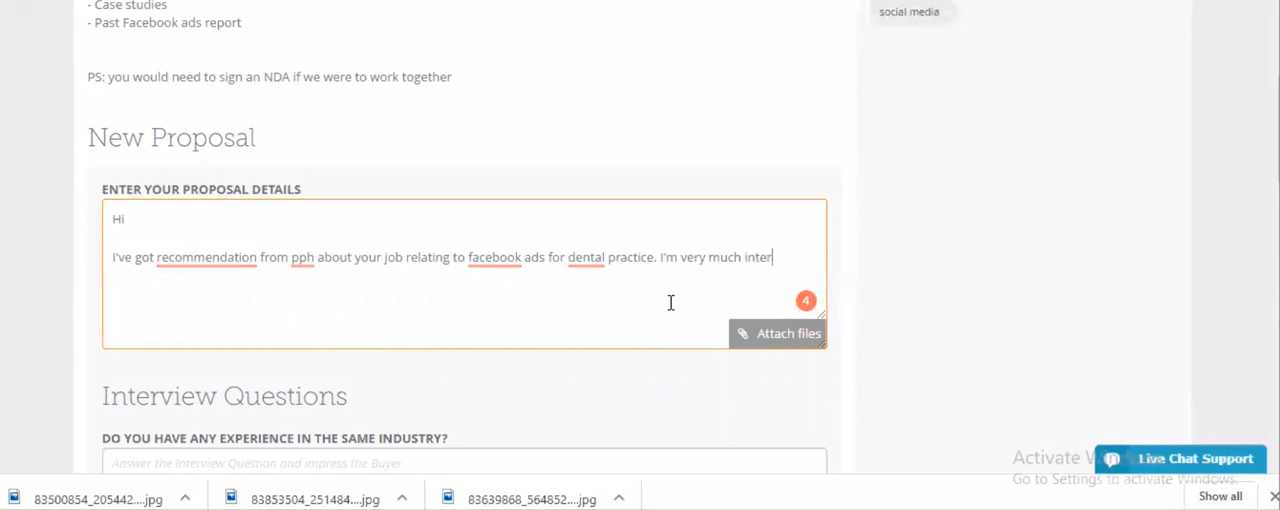 - Case studies
- Past Facebook ads report
social media
PS: you would need to sign an NDA if we were to work together
New Proposal
ENTER YOUR PROPOSAL DETAILS
Hi
I've got recommendation from pph about your job relating to facebook ads for dental practice. I'm very much inter
4
Attach files
Interview Questions
DO YOU HAVE ANY EXPERIENCE IN THE SAME INDUSTRY?
Answer the Interview Question and impress the Buyer
Activate
Live Chat Support
Go to Settings to activate Windows.
83500854_205442....jpg
83853504_251484....jpg
83639868_564852....jpg
Show all